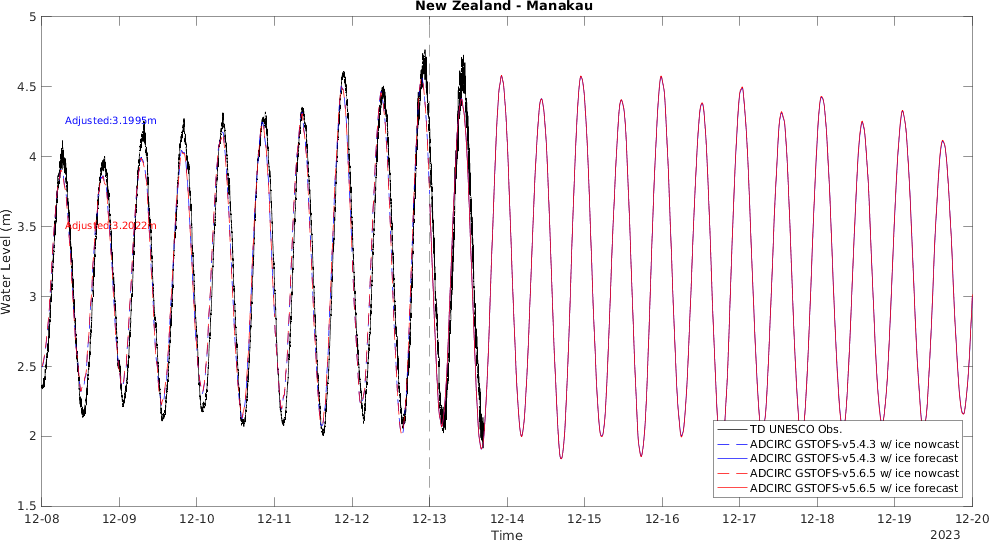 New Zealand - Manakau
5
4.5
4
3.5
3
2.5
2
1.5
Water Level (m)
Adjusted:3.1995m
Adjusted:3.2022m
TD UNESCO Obs.
ADCIRC GSTOFS-v5.4.3 w/ ice nowcast
ADCIRC GSTOFS-v5.4.3 w/ ice forecast
ADCIRC GSTOFS-v5.6.5 w/ ice nowcast
ADCIRC GSTOFS-v5.6.5 w/ ice forecast
12-08 12-09 12-10 12-11 12-12 12-13 12-14 12-15 12-16 12-17 12-18 12-19 12-20
Time
2023